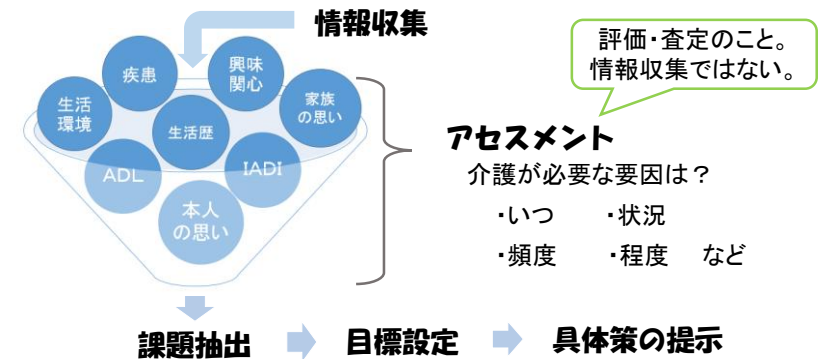 情報収集
評価・査定のこと。
情報収集ではない。
疾患
興味
関心
生活
環境
生活歴
家族
の思い
ADL
IADI
本人
の思い
アセスメント
介護が必要な要因は？
・いつ ・状況
・頻度 ・程度 など
課題抽出 目標設定 具体策の提示